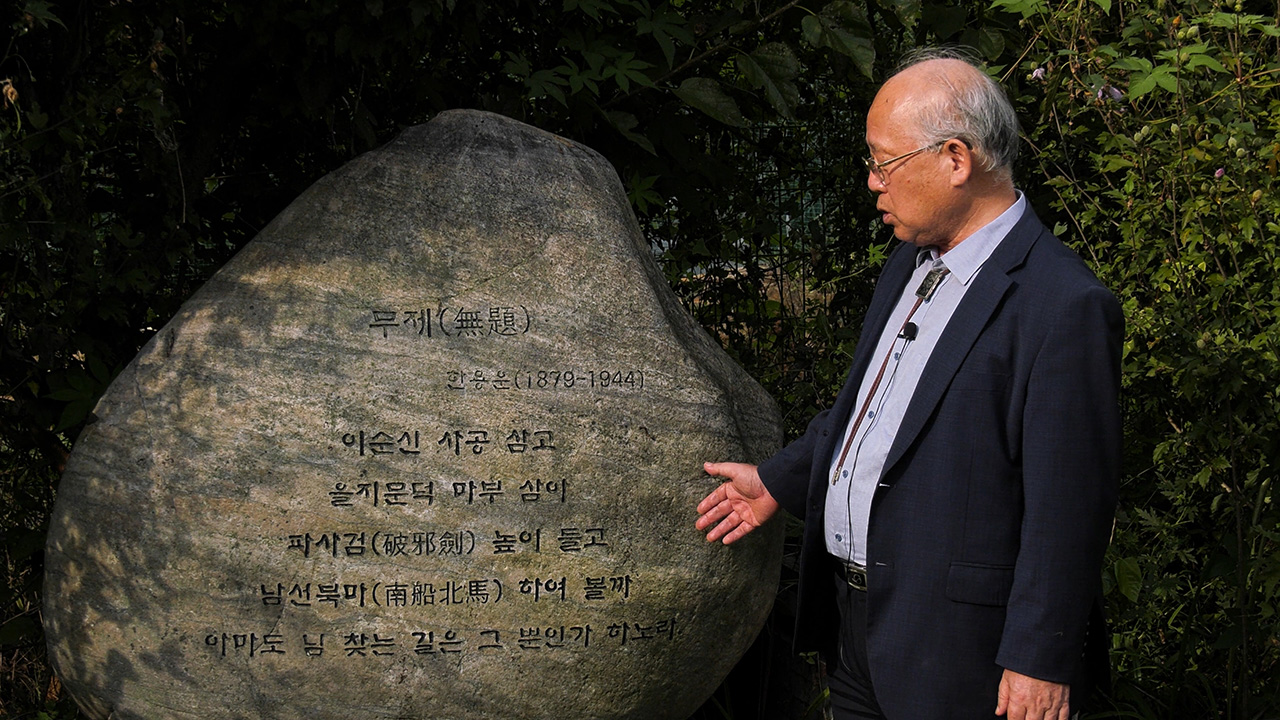 무제(無題)
한용운(1879-1944)
이순신 사공 삼고
을지문덕 마부 삼아
파사검(破邪劍) 높이 들고
남선북마(南船北馬) 하여 볼까
아마도 님 찾는 길은 그 뿐인가 하노라